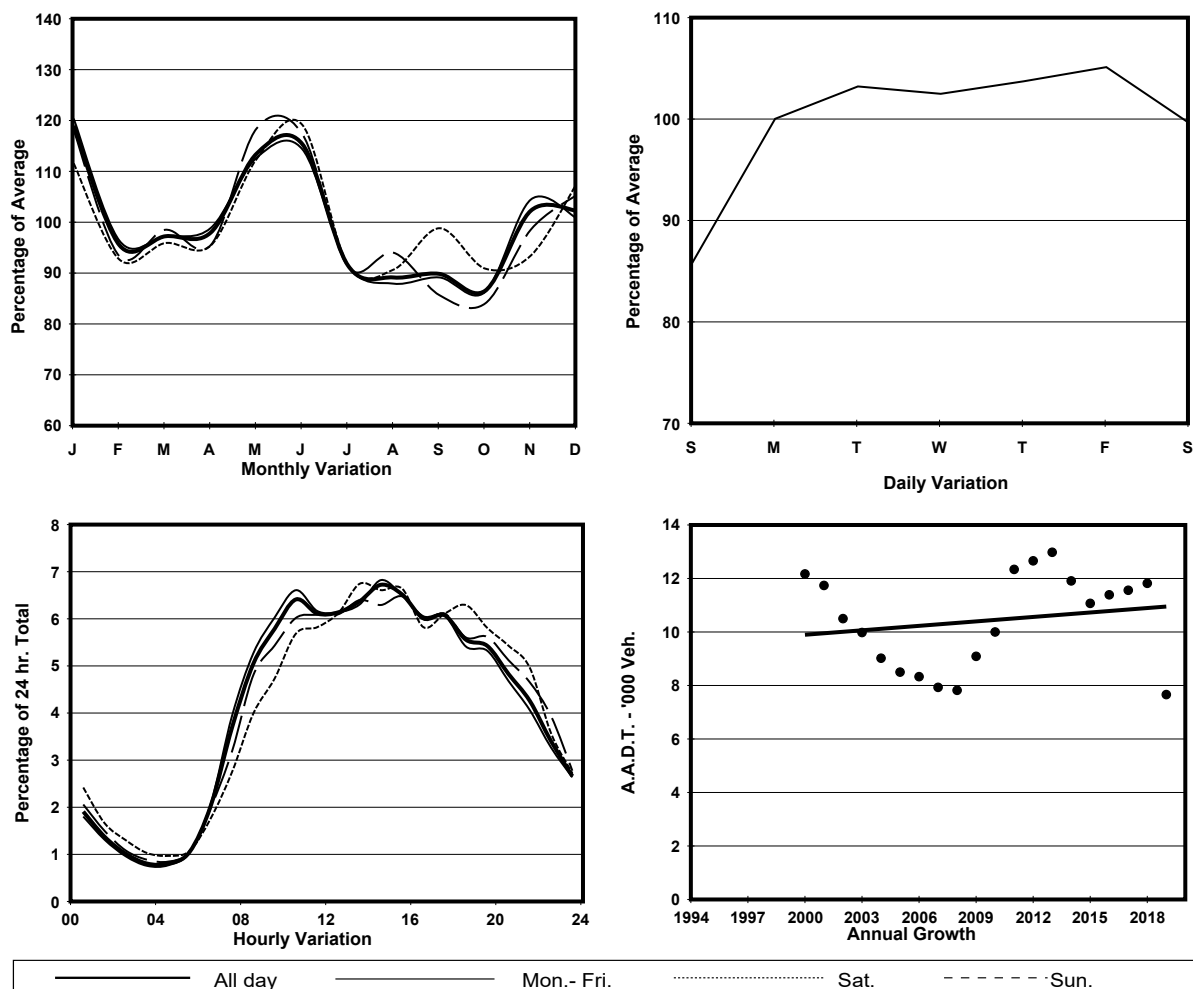 140
130
120
110
100
90
80
70
60
Percentage of Average
J F M A M J J A S O N D
Monthly Variation
110
100
90
80
70
Percentage of Average
S M T W T F S
Daily Variation
8
7
6
5
4
3
2
1
0
Percentage of 24 hr. Total
00 04 08 12 16 20 24
Hourly Variation
14
12
10
8
6
4
2
0
A.A.D.T. - '000 Veh.
1994 1997 2000 2003 2006 2009 2012 2015 2018
Annual Growth
All day Mon.- Fri. Sat. Sun.